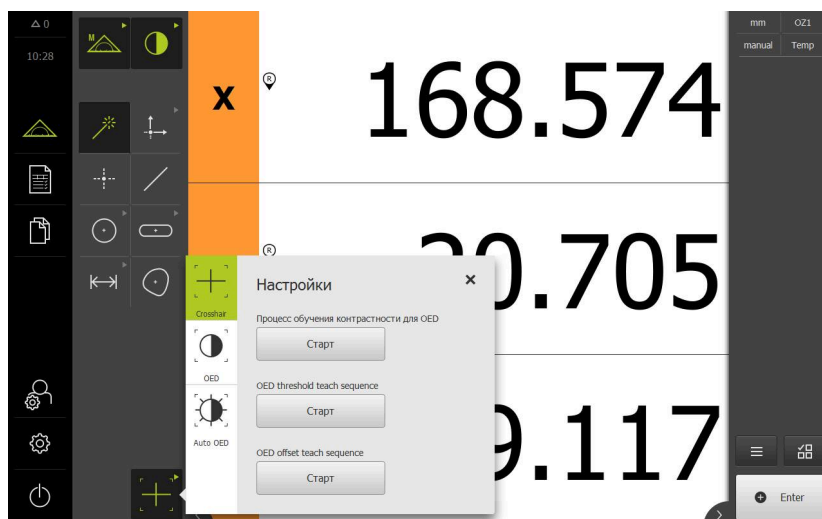 △ 0
mm
OZ1
10:28
manual
Temp
M
X
R
168.574
R
20.705
Настройки
×
Crosshair
Процесс обучения контрастности для OED
Старт
OED
OED threshold teach sequence
Старт
Auto OED
9.117
OED offset teach sequence
Старт
Enter